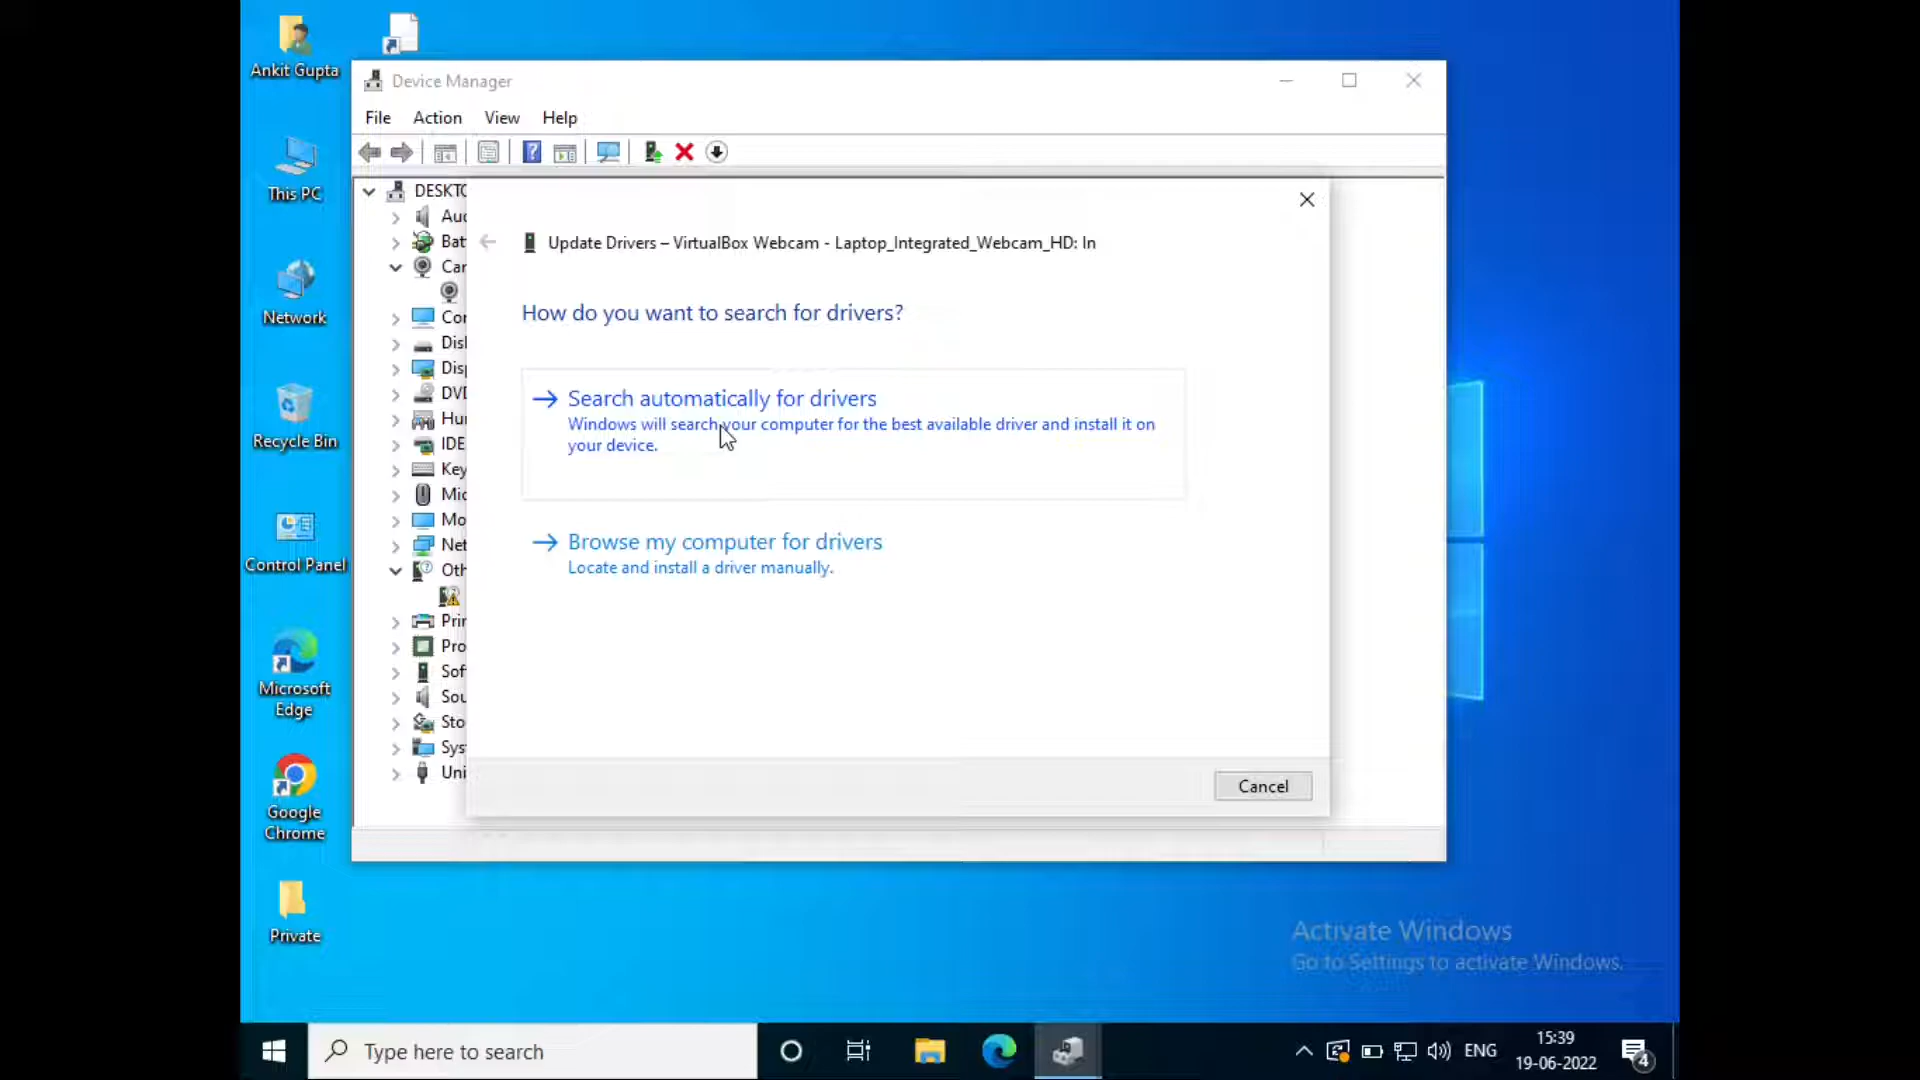 Ankit Gupta
This PC
Network
Recycle Bin
Control Panel
Microsoft
Edge
Google
Chrome
Private
Device Manager
File Action View Help
DESKTO
Auc
Bat
Car
Cor
Disl
Disp
DVD
Hur
IDE
Key
Mic
Mo
Net
Oth
Prir
Pro
Sof
Sou
Sto
Sys
Uni
Update Drivers – VirtualBox Webcam - Laptop_Integrated_Webcam_HD: In
How do you want to search for drivers?
Search automatically for drivers
Windows will search your computer for the best available driver and install it on
your device.
Browse my computer for drivers
Locate and install a driver manually.
Cancel
Activate Windows
Go to Settings to activate Windows.
Type here to search
ENG
15:39
19-06-2022
4